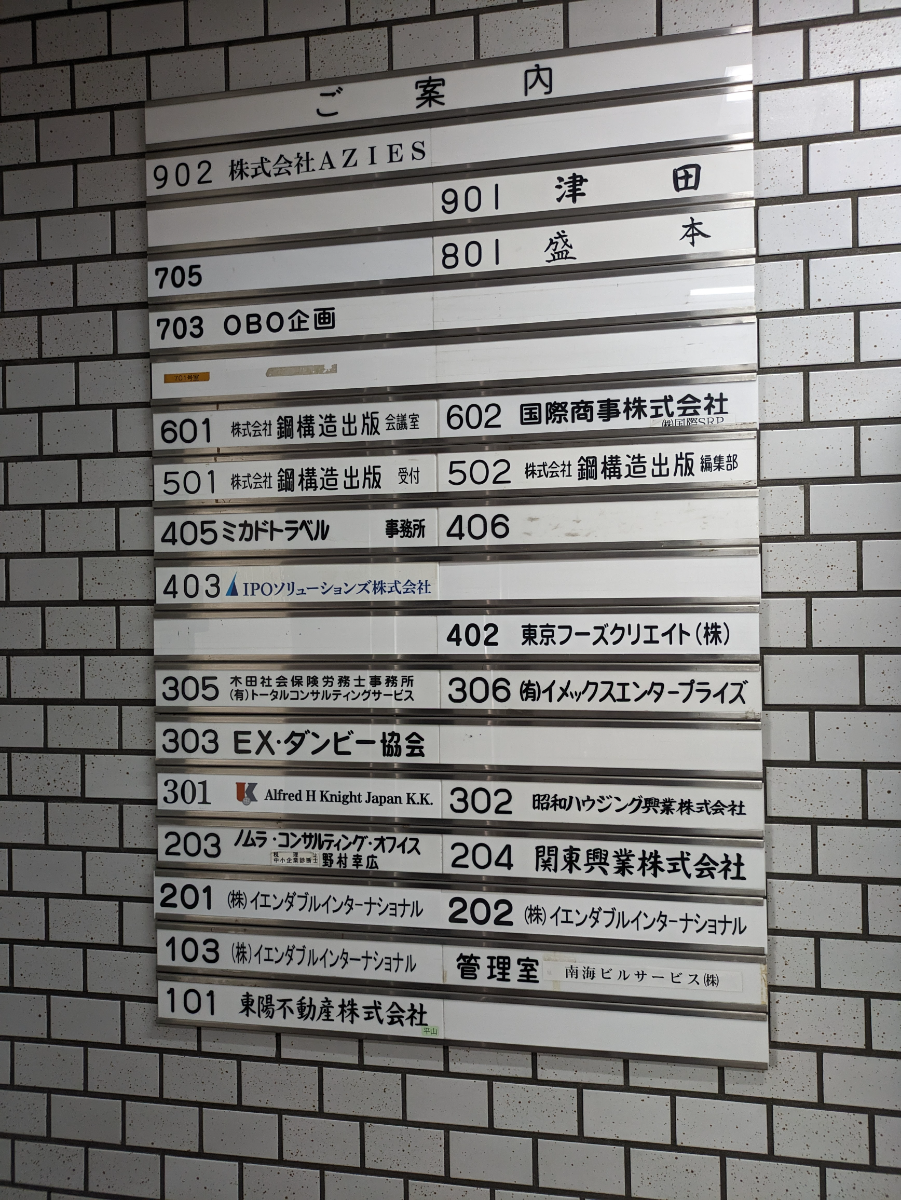 ご案内
902 株式会社AZIES
901 津田
801 盛本
705
703 OBO企画
601 株式会社 鋼構造出版 会議室
602 国際商事株式会社
㈱国際SRP
501 株式会社 鋼構造出版 受付
502 株式会社 鋼構造出版 編集部
405 ミカドトラベル 事務所
406
403 IPOソリューションズ株式会社
402 東京フーズクリエイト(株)
305 木田社会保険労務士事務所
(有)トータルコンサルティングサービス
306 (有)イメックスエンタープライズ
303 EX・ダンビー協会
301 Alfred H Knight Japan K.K.
302 昭和ハウジング興業株式会社
203 ノムラ・コンサルティング・オフィス
中小企業診断士 野村幸広
204 関東興業株式会社
201 (株)イエンダブルインターナショナル
202 (株)イエンダブルインターナショナル
103 (株)イエンダブルインターナショナル
管理室 南海ビルサービス㈱
101 東陽不動産株式会社
平山